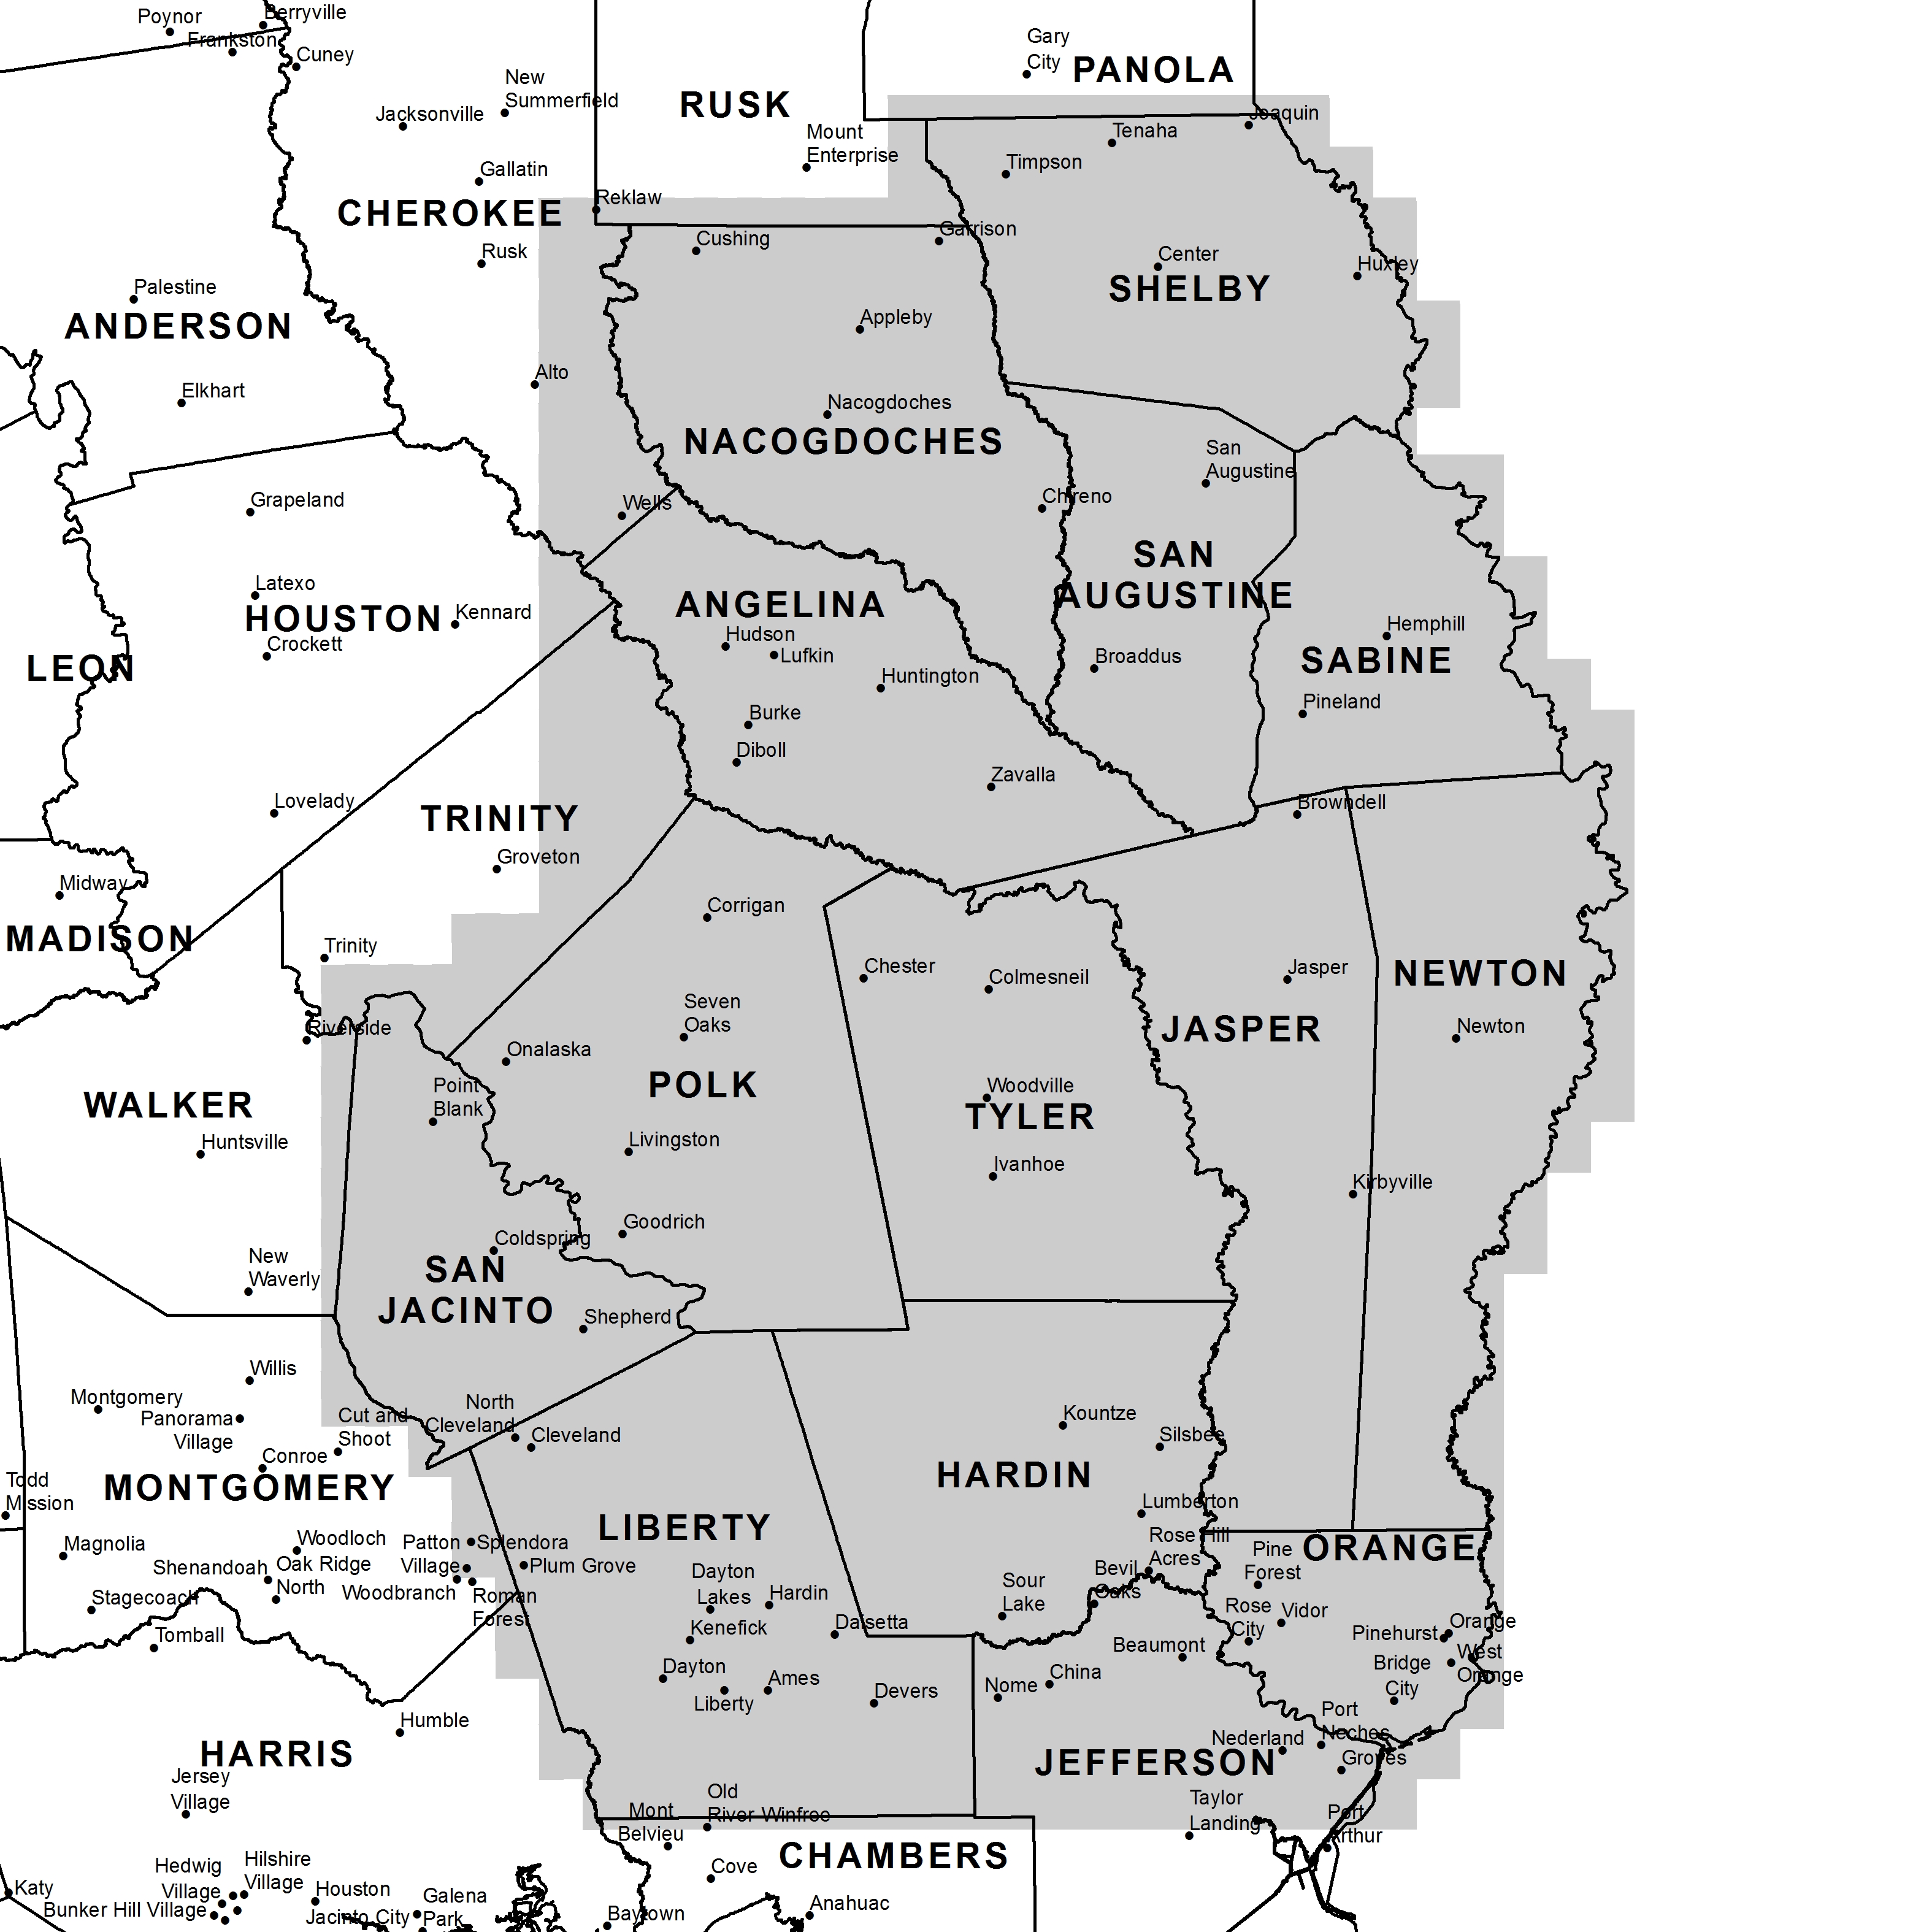 Poynor
Berryville
Frankston
Cuney
Gary
City
PANOLA
New
Summerfield
Jacksonville
RUSK
Joaquin
Mount
Enterprise
Tenaha
Timpson
Gallatin
Reklaw
CHEROKEE
Cushing
Garrison
Rusk
Center
Huxley
SHELBY
Palestine
ANDERSON
Appleby
Alto
Elkhart
Nacogdoches
NACOGDOCHES
San
Augustine
Grapeland
Wells
Chireno
SAN
AUGUSTINE
Latexo
HOUSTON
Kennard
Crockett
ANGELINA
Hudson
Lufkin
Hemphill
SABINE
LEON
Broaddus
Huntington
Pineland
Burke
Diboll
Zavalla
Lovelady
TRINITY
Browndell
Groveton
Midway
MADISON
Corrigan
Trinity
Chester
Colmesneil
Jasper
NEWTON
Seven
Oaks
Riverside
JASPER
Newton
Onalaska
Point
Blank
POLK
WALKER
Woodville
TYLER
Huntsville
Livingston
Ivanhoe
Kirbyville
Goodrich
Coldspring
New
Waverly
SAN
JACINTO
Shepherd
Willis
Montgomery
Panorama
Village
Cut and
Shoot
North
Cleveland
Cleveland
Kountze
Silsbee
Conroe
MONTGOMERY
HARDIN
Todd
Mission
Lumberton
LIBERTY
Magnolia
Woodloch
Patton
Village
Splendora
Rose Hill
Acres
Pine
Forest
ORANGE
Shenandoah
Oak Ridge
North
Plum Grove
Woodbranch
Roman
Forest
Dayton
Lakes
Hardin
Sour
Lake
Bevil
Oaks
Stagecoach
Rose
City
Vidor
Tomball
Kenefick
Daisetta
Beaumont
Pinehurst
Orange
West
Orange
Dayton
Liberty
Ames
Devers
Nome
China
Bridge
City
Humble
Port
Neches
HARRIS
Nederland
JEFFERSON
Groves
Jersey
Village
Old
River-Winfree
Mont
Belvieu
Taylor
Landing
Port
Arthur
CHAMBERS
Hedwig
Village
Hilshire
Village
Cove
Katy
Bunker Hill Village
Houston
Jacinto City
Galena
Park
Baytown
Anahuac